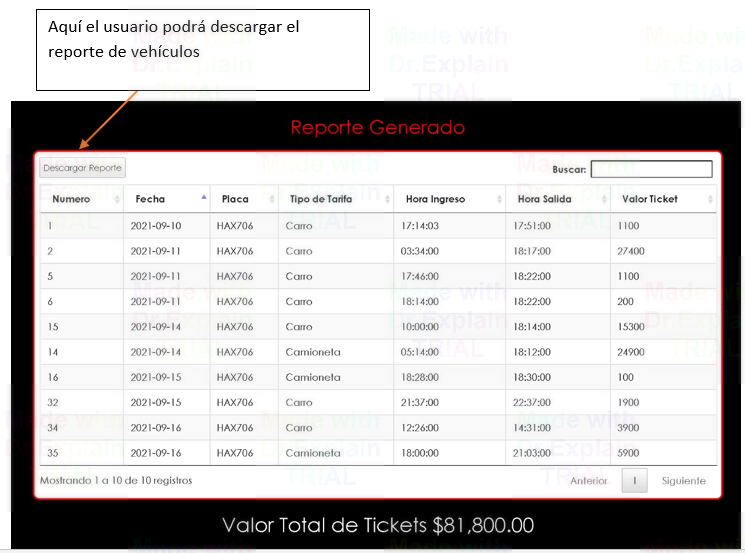 Aquí el usuario podrá descargar el
reporte de vehículos
Made with
Dr.Explain
TRIAL
Reporte Generado
Descargar Reporte
Buscar:
Numero Fecha Placa Tipo de Tarifa Hora Ingreso Hora Salida Valor Ticket
1 2021-09-10 HAX706 Carro 17:14:03 17:51:00 1100
2 2021-09-11 HAX706 Carro 03:34:00 18:17:00 27400
5 2021-09-11 HAX706 Carro 17:46:00 18:22:00 1100
6 2021-09-11 HAX706 Carro 18:14:00 18:22:00 200
15 2021-09-14 HAX706 Carro 10:00:00 18:14:00 15300
14 2021-09-14 HAX706 Camioneta 05:14:00 18:12:00 24900
16 2021-09-15 HAX706 Camioneta 18:28:00 18:30:00 100
32 2021-09-15 HAX706 Carro 21:37:00 22:37:00 1900
34 2021-09-16 HAX706 Carro 12:26:00 14:31:00 3900
35 2021-09-16 HAX706 Camioneta 18:00:00 21:03:00 5900
Mostrando 1 a 10 de 10 registros
Anterior 1 Siguiente
Valor Total de Tickets $81,800.00